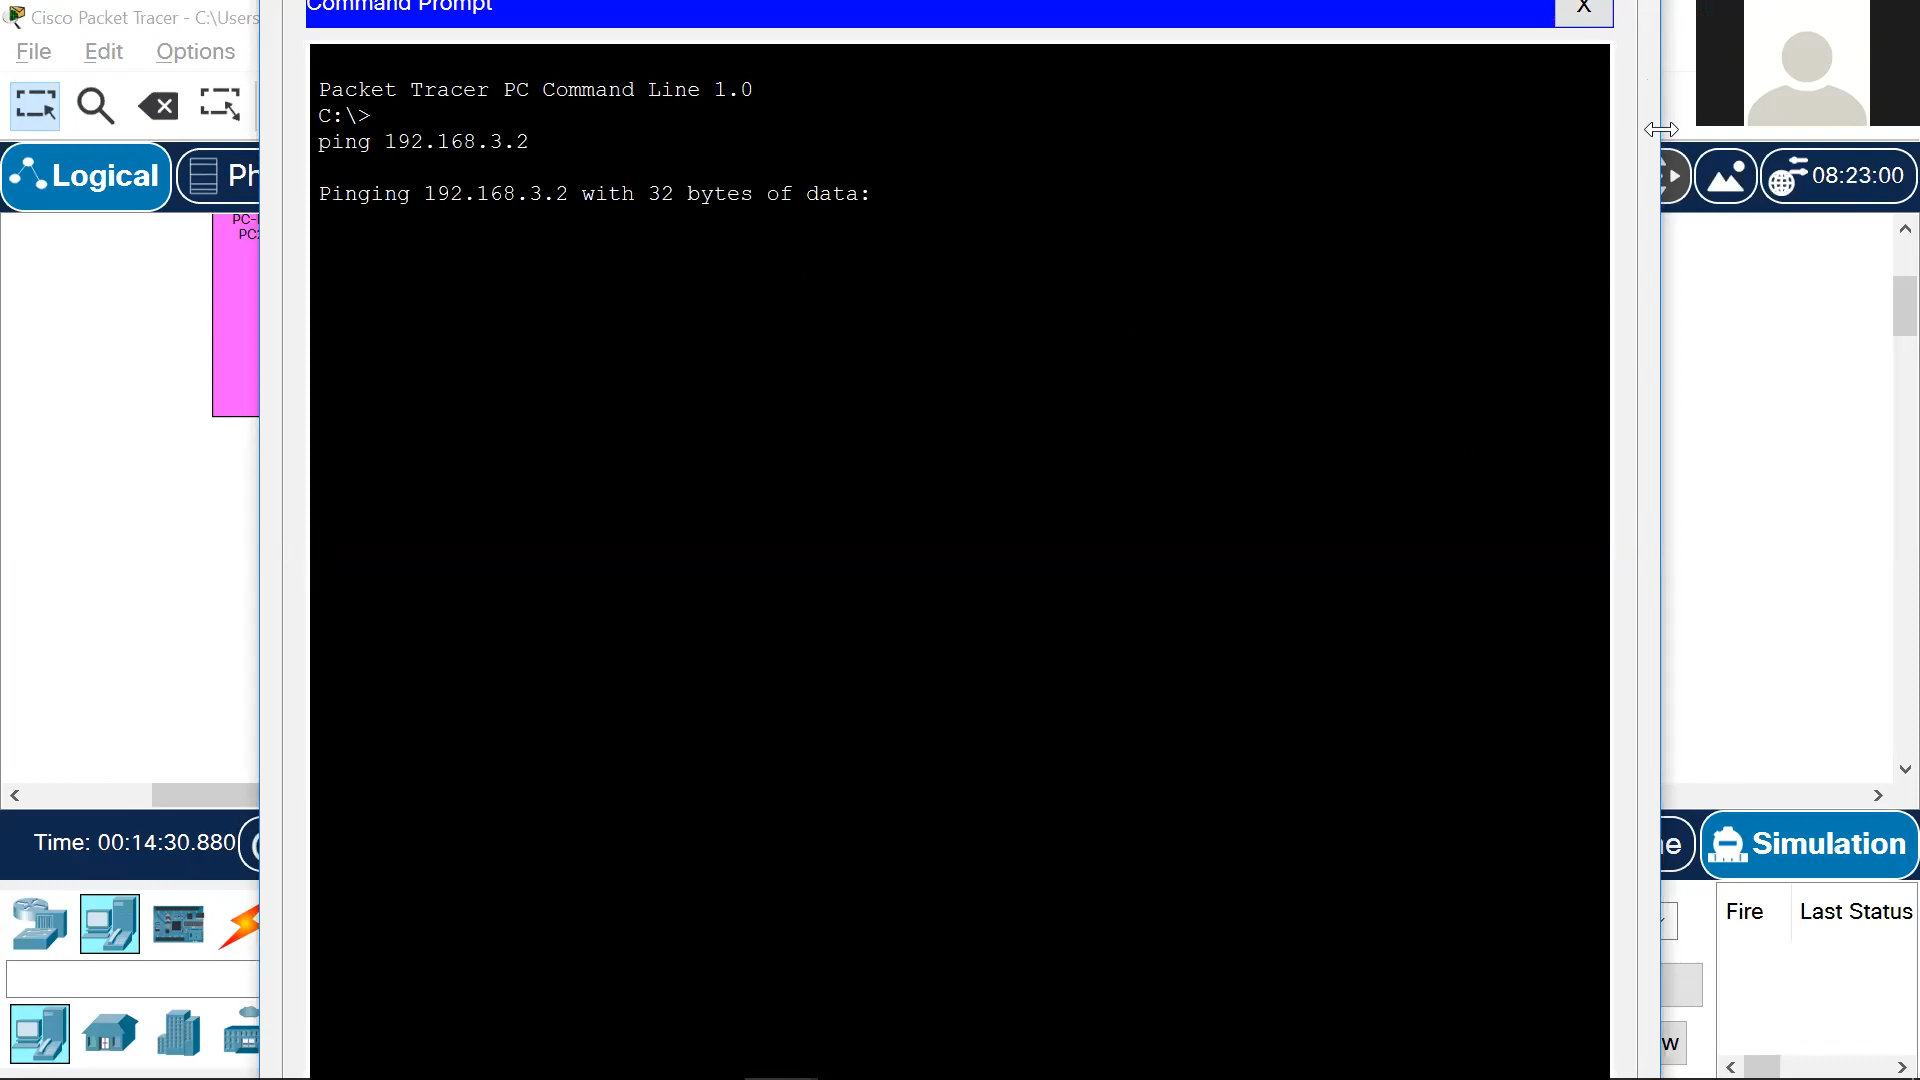 Cisco Packet Tracer - C:\Users
Command Prompt
X
File Edit Options
Packet Tracer PC Command Line 1.0
C:\>
ping 192.168.3.2
Pinging 192.168.3.2 with 32 bytes of data:
Logical
08:23:00
Time: 00:14:30.880
Simulation
Fire Last Status